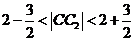 2 - 3/2 < |CC₂| < 2 + 3/2